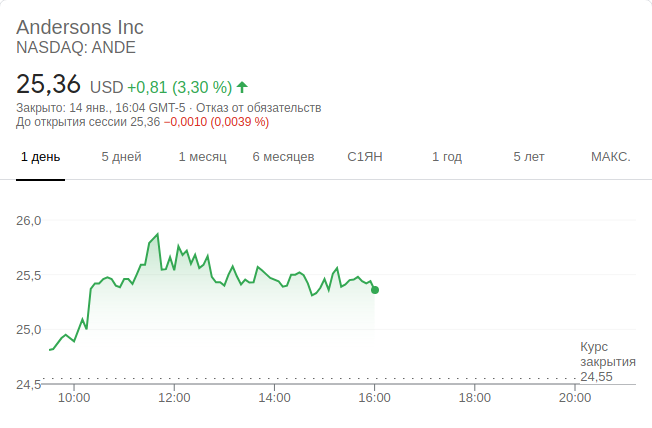 Andersons Inc
NASDAQ: ANDE
25,36 USD +0,81 (3,30 %)
Закрыто: 14 янв., 16:04 GMT-5 · Отказ от обязательств
До открытия сессии 25,36 −0,0010 (0,0039 %)
1 день 5 дней 1 месяц 6 месяцев С1ЯН 1 год 5 лет МАКС.
26,0
25,5
25,0
Курс
закрытия
24,55
24,5
10:00 12:00 14:00 16:00 18:00 20:00